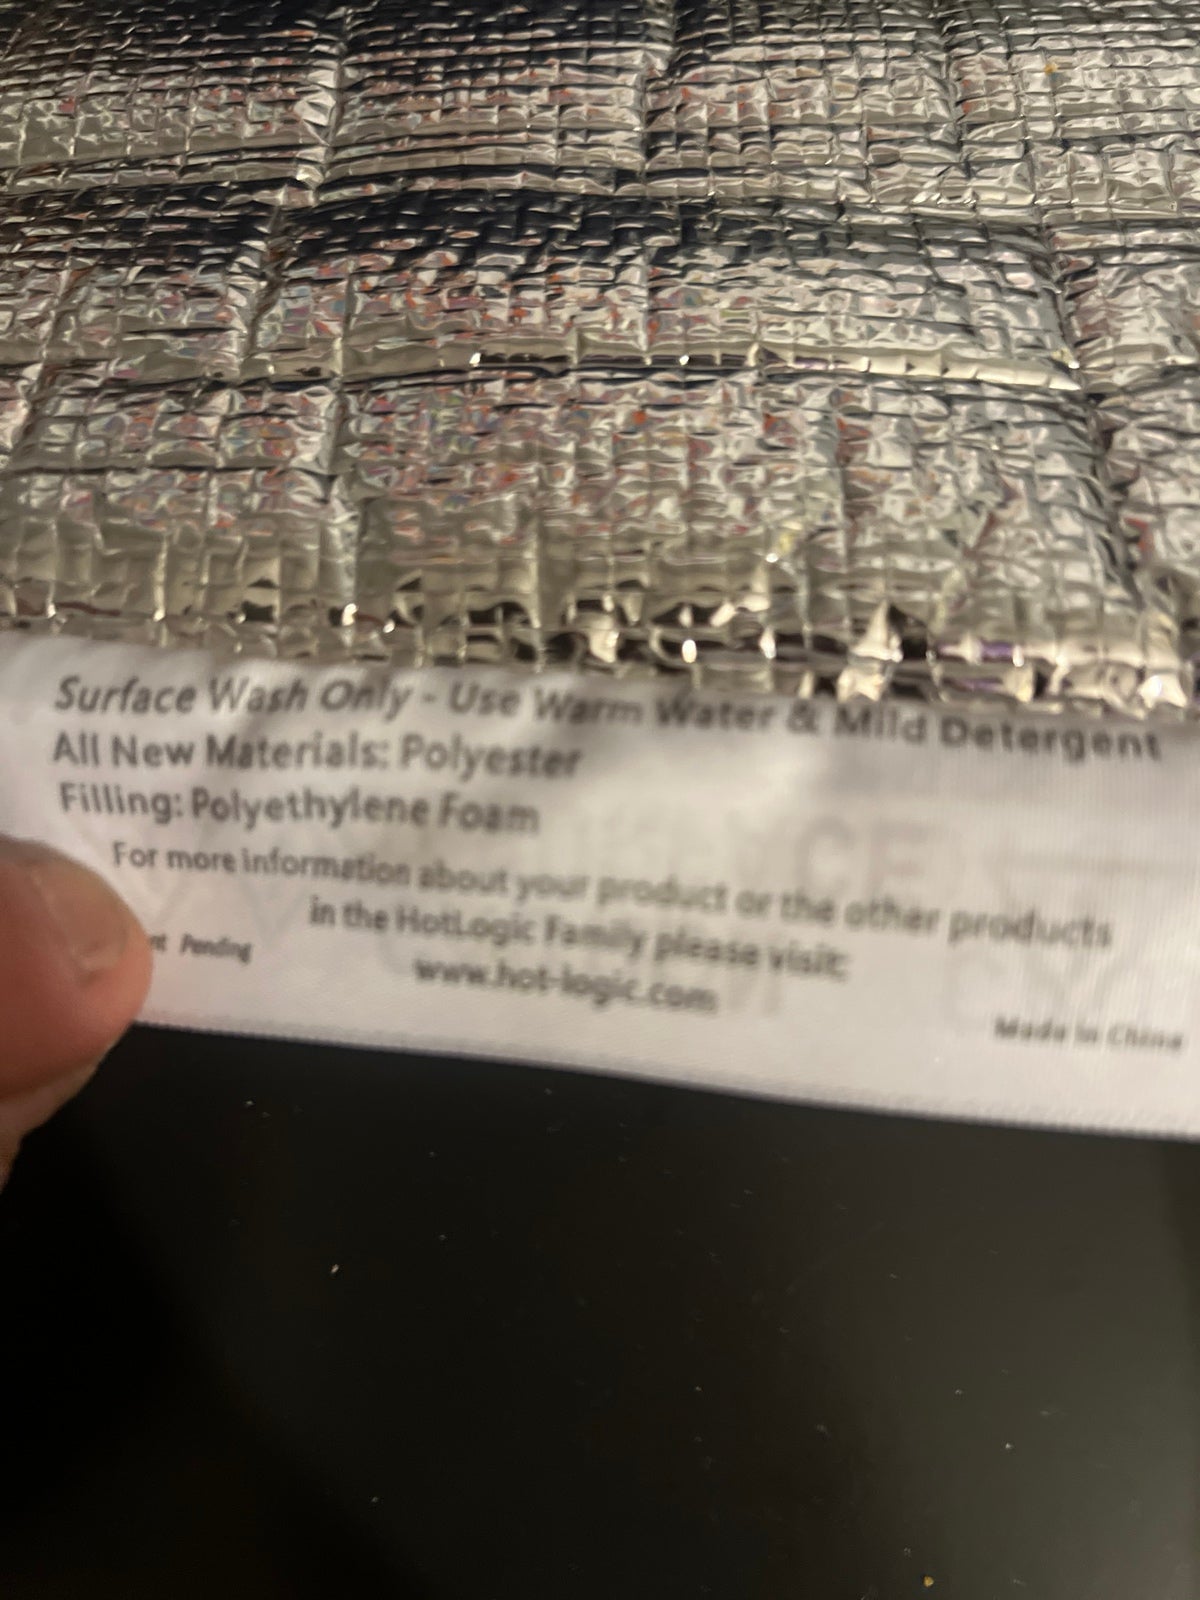 Surface Wash Only - Use Warm Water & Mild Detergent
All New Materials: Polyester
Filling: Polyethylene Foam
For more information about your product or the other products
in the HotLogic Family please visit:
Pending
www.hot-logic.com
Made in China